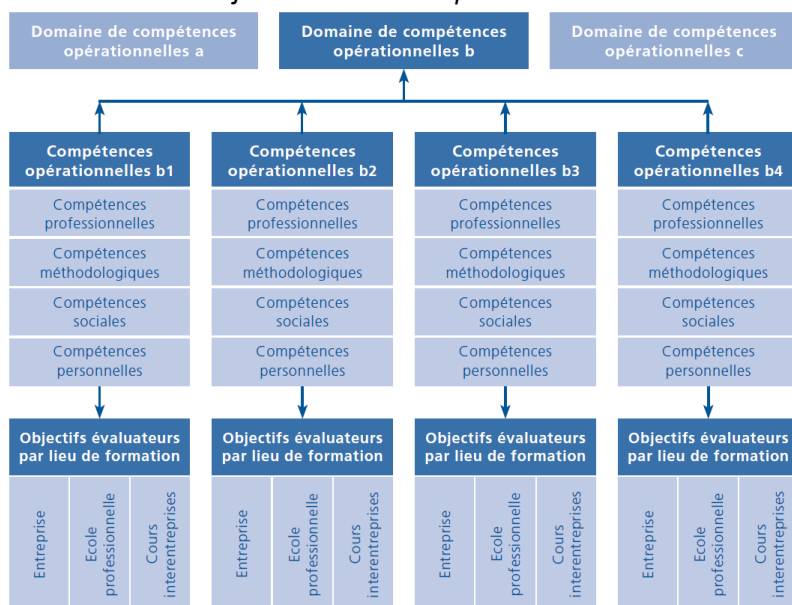 Domaine de compétences
opérationnelles a
Domaine de compétences
opérationnelles b
Domaine de compétences
opérationnelles c
Compétences
opérationnelles b1
Compétences
opérationnelles b2
Compétences
opérationnelles b3
Compétences
opérationnelles b4
Compétences
professionnelles
Compétences
professionnelles
Compétences
professionnelles
Compétences
professionnelles
Compétences
méthodologiques
Compétences
méthodologiques
Compétences
méthodologiques
Compétences
méthodologiques
Compétences
sociales
Compétences
sociales
Compétences
sociales
Compétences
sociales
Compétences
personnelles
Compétences
personnelles
Compétences
personnelles
Compétences
personnelles
Objectifs évaluateurs
par lieu de formation
Objectifs évaluateurs
par lieu de formation
Objectifs évaluateurs
par lieu de formation
Objectifs évaluateurs
par lieu de formation
Entreprise
Ecole
professionnelle
Cours
interentreprises
Entreprise
Ecole
professionnelle
Cours
interentreprises
Entreprise
Ecole
professionnelle
Cours
interentreprises
Entreprise
Ecole
professionnelle
Cours
interentreprises